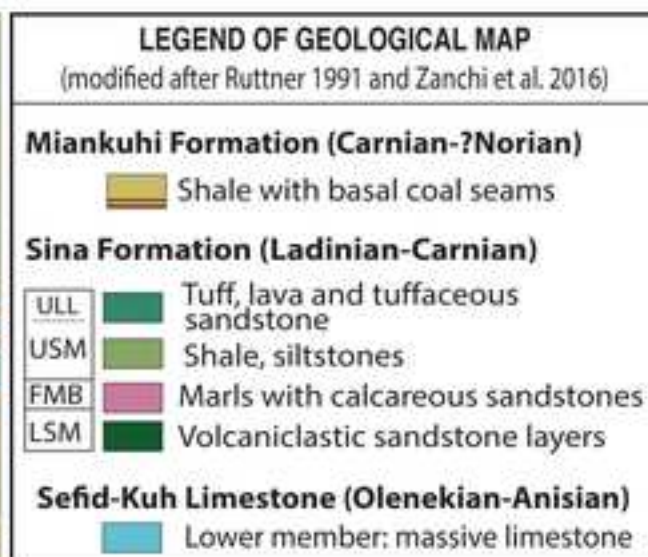 LEGEND OF GEOLOGICAL MAP
(modified after Ruttner 1991 and Zanchi et al. 2016)
Miankuhi Formation (Carnian-?Norian)
Shale with basal coal seams
Sina Formation (Ladinian-Carnian)
ULL Tuff, lava and tuffaceous
sandstone
USM Shale, siltstones
FMB Marls with calcareous sandstones
LSM Volcaniclastic sandstone layers
Sefid-Kuh Limestone (Olenekian-Anisian)
Lower member: massive limestone